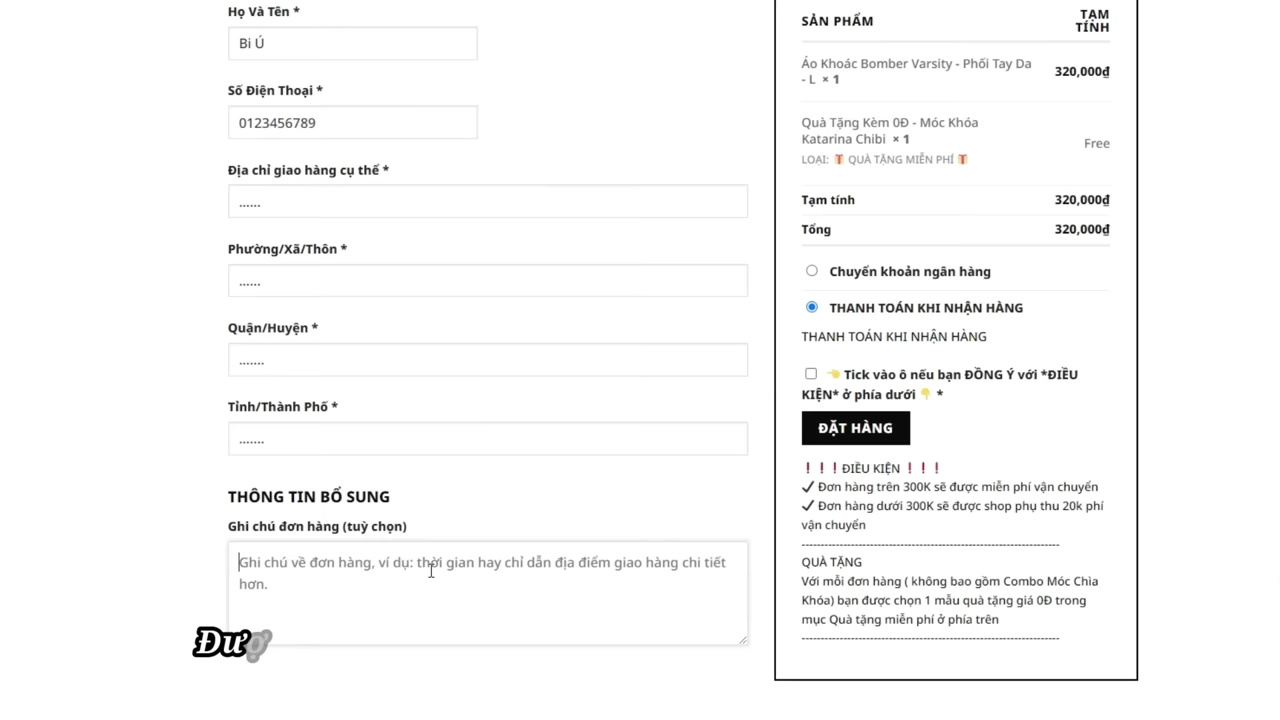 Họ Và Tên *
Bi Ú
Số Điện Thoại *
0123456789
Địa chỉ giao hàng cụ thể *
......
Phường/Xã/Thôn *
......
Quận/Huyện *
.......
Tỉnh/Thành Phố *
.......
THÔNG TIN BỔ SUNG
Ghi chú đơn hàng (tuỳ chọn)
Ghi chú về đơn hàng, ví dụ: thời gian hay chỉ dẫn địa điểm giao hàng chi tiết
hơn.
Đượ
SẢN PHẨM
TẠM
TÍNH
Áo Khoác Bomber Varsity - Phối Tay Da
- L × 1
320,000₫
Quà Tặng Kèm 0Đ - Móc Khóa
Katarina Chibi × 1
Free
LOẠI: 🎁 QUÀ TẶNG MIỄN PHÍ 🎁
Tạm tính 320,000₫
Tổng 320,000₫
Chuyển khoản ngân hàng
THANH TOÁN KHI NHẬN HÀNG
THANH TOÁN KHI NHẬN HÀNG
👈 Tick vào ô nếu bạn ĐỒNG Ý với *ĐIỀU
KIỆN* ở phía dưới 👇 *
ĐẶT HÀNG
❗❗❗ĐIỀU KIỆN ❗❗❗
✔ Đơn hàng trên 300K sẽ được miễn phí vận chuyển
✔ Đơn hàng dưới 300K sẽ được shop phụ thu 20k phí
vận chuyển
-----------------------------------------------------
QUÀ TẶNG
Với mỗi đơn hàng ( không bao gồm Combo Móc Chìa
Khóa) bạn được chọn 1 mẫu quà tặng giá 0Đ trong
mục Quà tặng miễn phí ở phía trên
-----------------------------------------------------